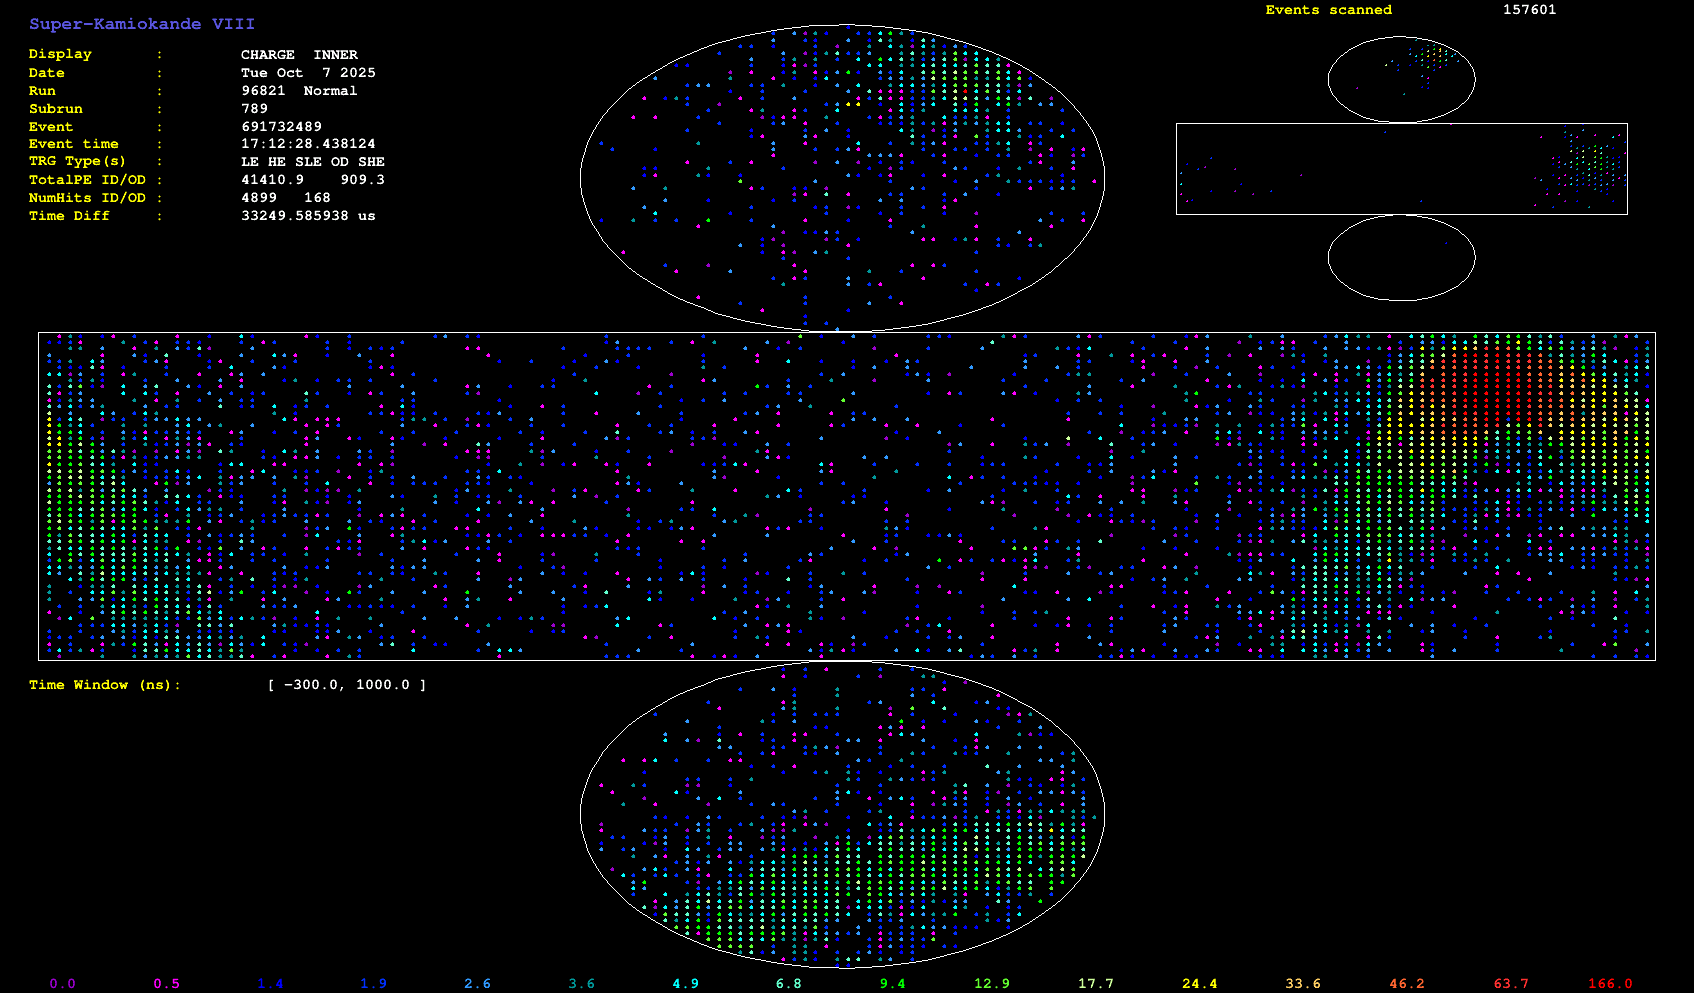 Super-Kamiokande VIII
Events scanned 157601
Display : CHARGE INNER
Date : Tue Oct 7 2025
Run : 96821 Normal
Subrun : 789
Event : 691732489
Event time : 17:12:28.438124
TRG Type(s) : LE HE SLE OD SHE
TotalPE ID/OD : 41410.9 909.3
NumHits ID/OD : 4899 168
Time Diff : 33249.585938 us
Time Window (ns): [ -300.0, 1000.0 ]
0.0 0.5 1.4 1.9 2.6 3.6 4.9 6.8 9.4 12.9 17.7 24.4 33.6 46.2 63.7 166.0